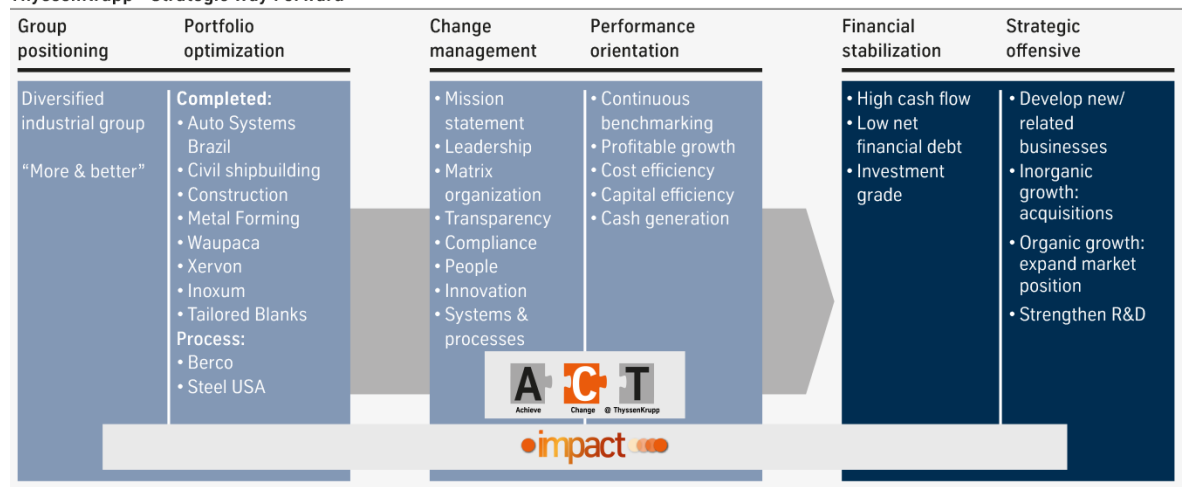 ThyssenKrupp – Strategic Way Forward
Group
positioning
Diversified
industrial group
“More & better”
Portfolio
optimization
Completed:
• Auto Systems
Brazil
• Civil shipbuilding
• Construction
• Metal Forming
• Waupaca
• Xervon
• Inoxum
• Tailored Blanks
Process:
• Berco
• Steel USA
Change
management
• Mission
statement
• Leadership
• Matrix
organization
• Transparency
• Compliance
• People
• Innovation
• Systems &
processes
Performance
orientation
• Continuous
benchmarking
• Profitable growth
• Cost efficiency
• Capital efficiency
• Cash generation
A C T
Achieve Change @ ThyssenKrupp
impact
Financial
stabilization
• High cash flow
• Low net
financial debt
• Investment
grade
Strategic
offensive
• Develop new/
related
businesses
• Inorganic
growth:
acquisitions
• Organic growth:
expand market
position
• Strengthen R&D